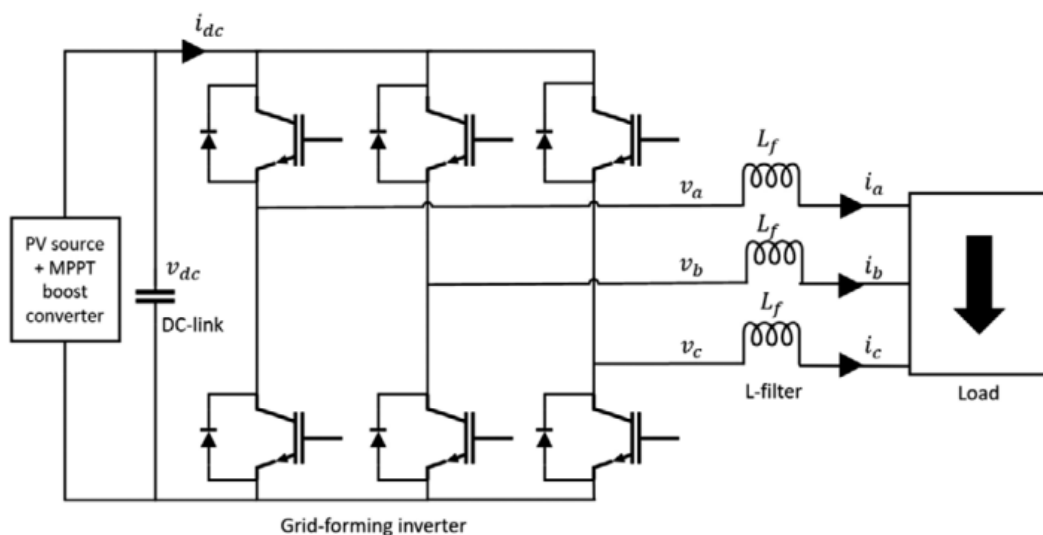 i_dc
PV source
+ MPPT
boost
converter
v_dc
DC-link
L_f
v_a
i_a
L_f
v_b
i_b
L_f
v_c
i_c
L-filter
Load
Grid-forming inverter